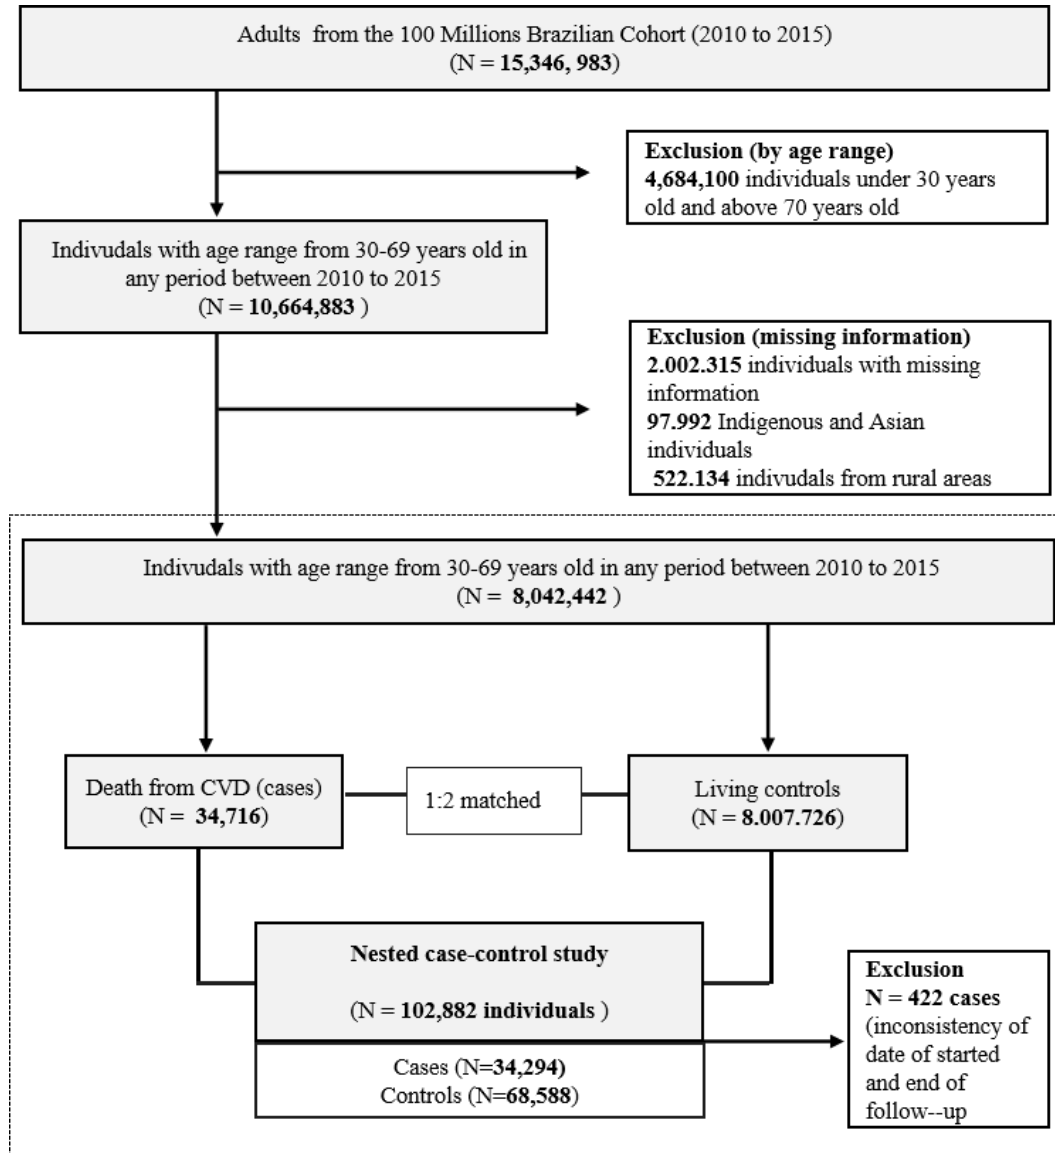 Adults from the 100 Millions Brazilian Cohort (2010 to 2015)
(N = 15,346, 983)
Exclusion (by age range)
4,684,100 individuals under 30 years
old and above 70 years old
Indivudals with age range from 30-69 years old in
any period between 2010 to 2015
(N = 10,664,883 )
Exclusion (missing information)
2.002.315 individuals with missing
information
97.992 Indigenous and Asian
individuals
522.134 indivudals from rural areas
Indivudals with age range from 30-69 years old in any period between 2010 to 2015
(N = 8,042,442 )
Death from CVD (cases)
(N = 34,716)
1:2 matched
Living controls
(N = 8.007.726)
Nested case-control study
(N = 102,882 individuals )
Cases (N=34,294)
Controls (N=68,588)
Exclusion
N = 422 cases
(inconsistency of
date of started
and end of
follow--up